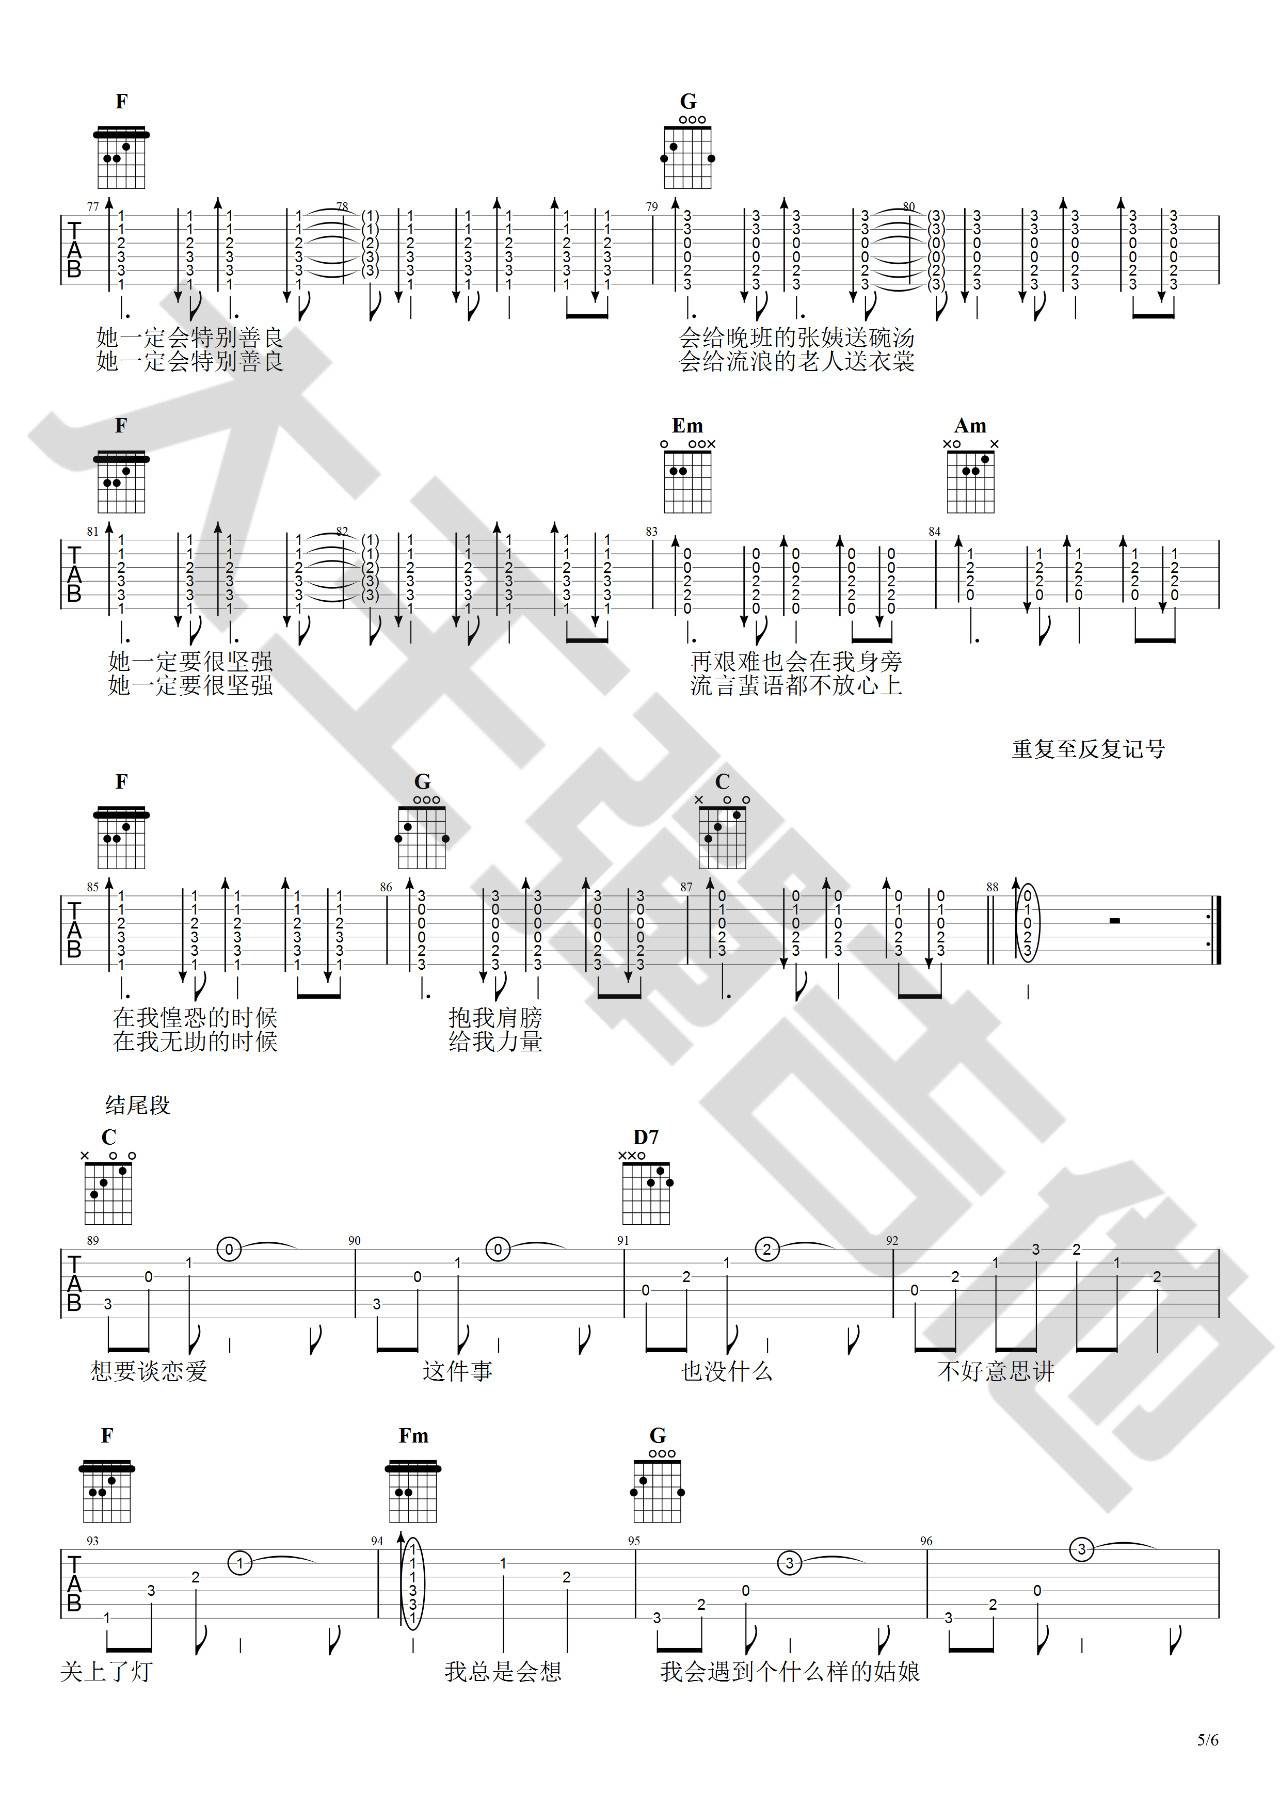 F G
77 78 79 80
她一定会特别善良 会给晚班的张姨送碗汤
她一定会特别善良 会给流浪的老人送衣裳
F Em Am
81 82 83 84
她一定要很坚强 再艰难也会在我身旁
她一定要很坚强 流言蜚语都不放心上
重复至反复记号
F G C
85 86 87 88
在我惶恐的时候 抱我肩膀
在我无助的时候 给我力量
结尾段
C D7
89 90 91 92
想要谈恋爱 这件事 也没什么 不好意思讲
F Fm G
93 94 95 96
关上了灯 我总是会想 我会遇到个什么样的姑娘
5/6
大王弹吉他